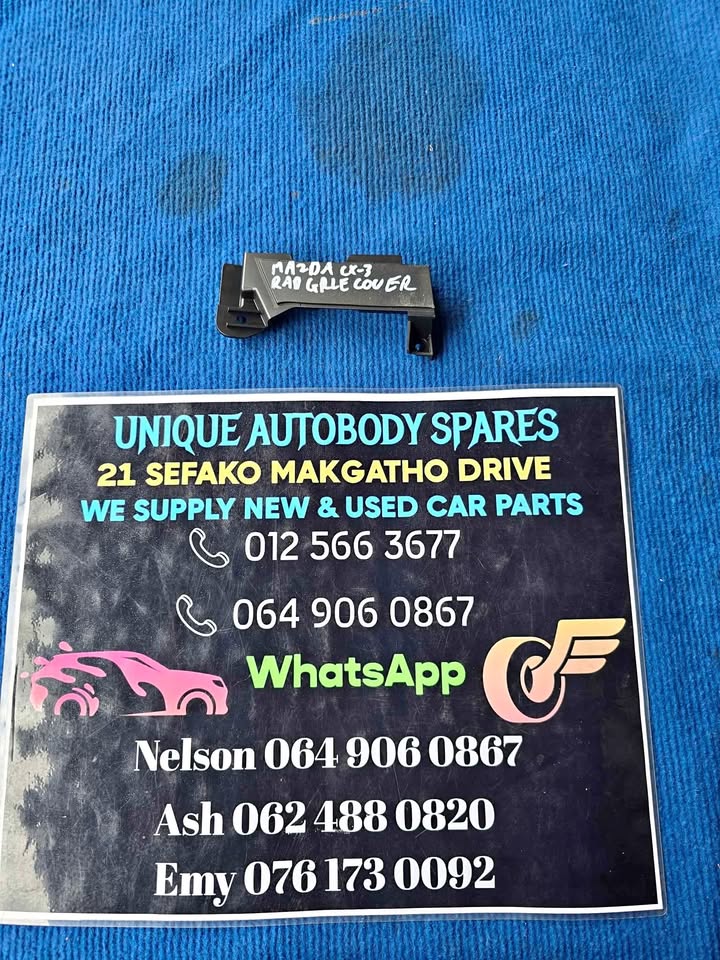 MAZDA CX-3
RAD GRLE COVER
UNIQUE AUTOBODY SPARES
21 SEFAKO MAKGATHO DRIVE
WE SUPPLY NEW & USED CAR PARTS
012 566 3677
064 906 0867
WhatsApp
Nelson 064 906 0867
Ash 062 488 0820
Emy 076 173 0092